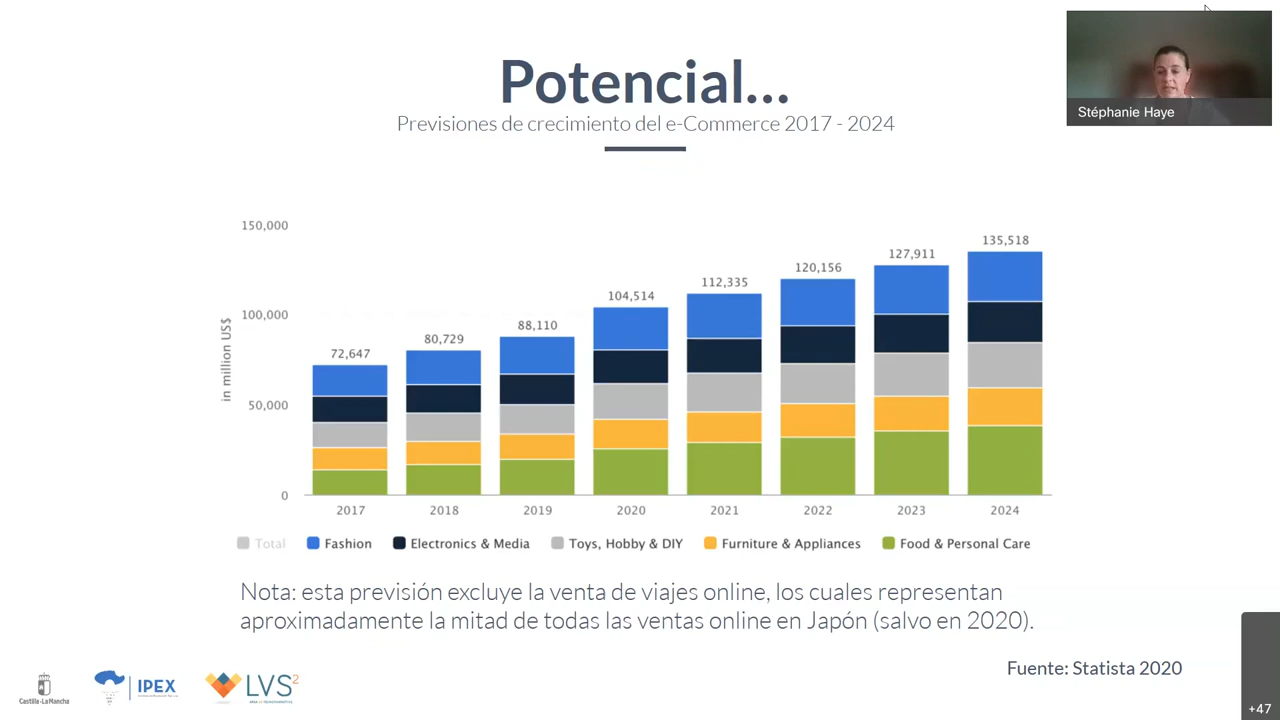 Potencial...
Previsiones de crecimiento del e-Commerce 2017 - 2024
Stéphanie Haye
150,000
100,000
50,000
0
in million US$
72,647
80,729
88,110
104,514
112,335
120,156
127,911
135,518
2017 2018 2019 2020 2021 2022 2023 2024
Total Fashion Electronics & Media Toys, Hobby & DIY Furniture & Appliances Food & Personal Care
Nota: esta previsión excluye la venta de viajes online, los cuales representan
aproximadamente la mitad de todas las ventas online en Japón (salvo en 2020).
Fuente: Statista 2020
Castilla-La Mancha
IPEX
LVS²
+47